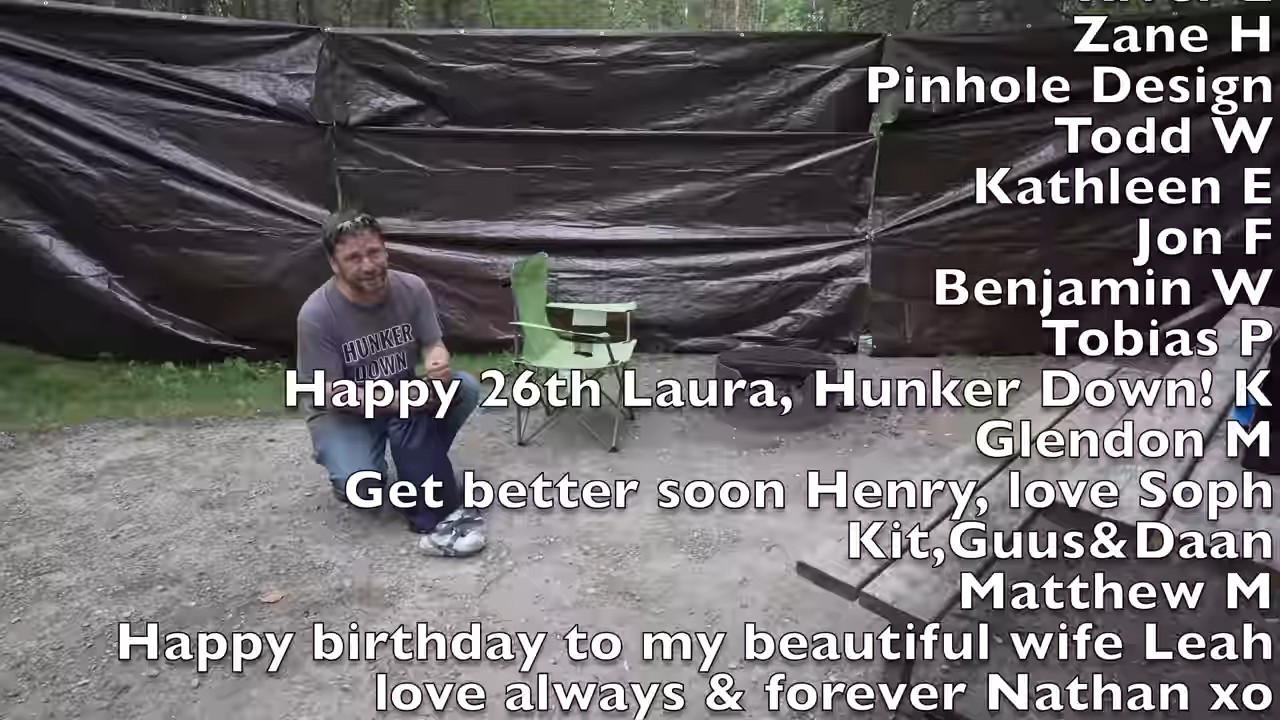 Zane H
Pinhole Design
Todd W
Kathleen E
Jon F
Benjamin W
Tobias P
HUNKER
DOWN
Happy 26th Laura, Hunker Down! K
Glendon M
Get better soon Henry, love Soph
Kit,Guus&Daan
Matthew M
Happy birthday to my beautiful wife Leah
love always & forever Nathan xo